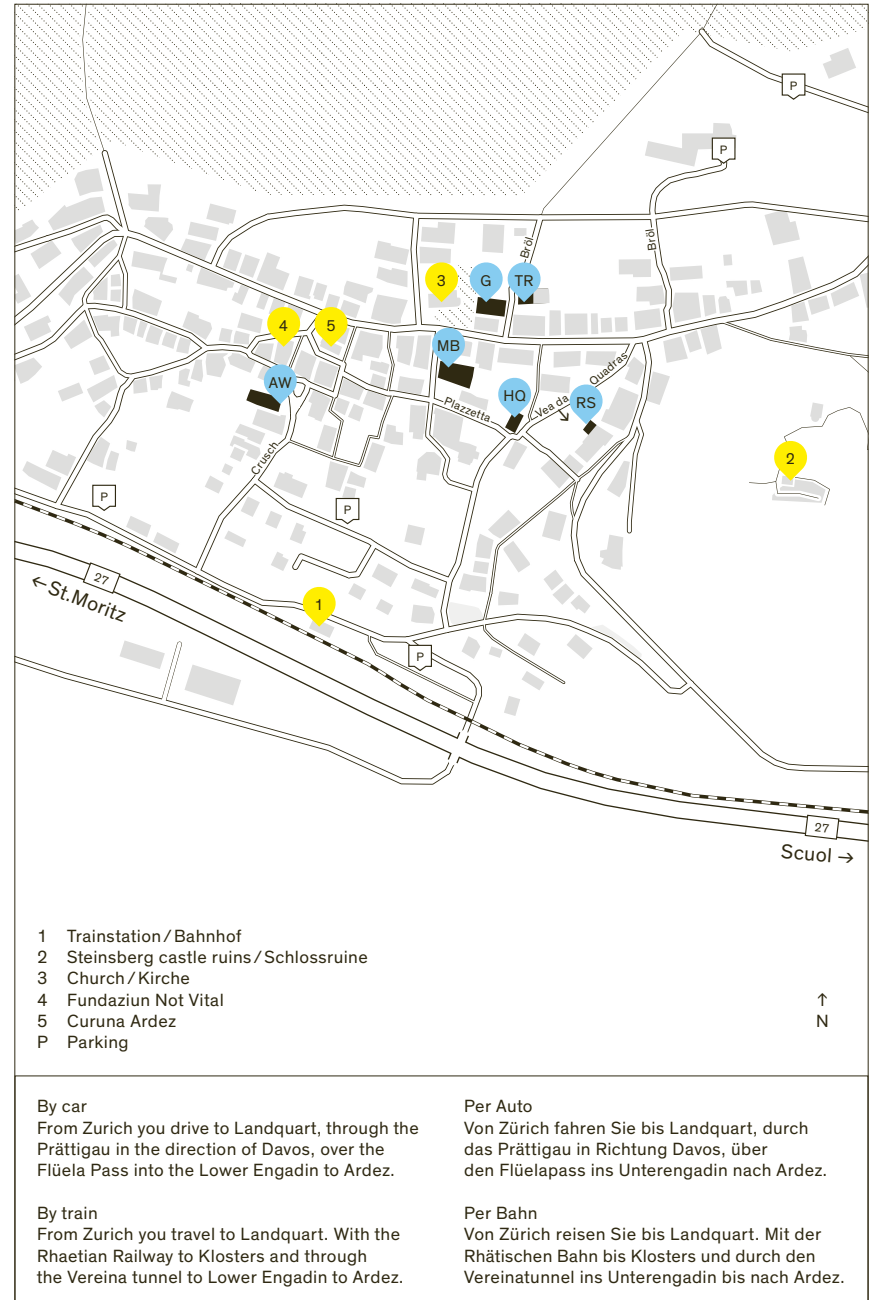 P
P
Bröl
Bröl
3
G
TR
4
5
MB
AW
Piazzetta
HQ
Vea da
Quadras
↘
RS
Crusch
2
P
P
27
←St.Moritz
1
P
27
Scuol →
1 Trainstation / Bahnhof
2 Steinsberg castle ruins / Schlossruine
3 Church / Kirche
4 Fundaziun Not Vital
5 Curuna Ardez
P Parking
↑
N
By car
From Zurich you drive to Landquart, through the
Prättigau in the direction of Davos, over the
Flüela Pass into the Lower Engadin to Ardez.
By train
From Zurich you travel to Landquart. With the
Rhaetian Railway to Klosters and through
the Vereina tunnel to Lower Engadin to Ardez.
Per Auto
Von Zürich fahren Sie bis Landquart, durch
das Prättigau in Richtung Davos, über
den Flüelapass ins Unterengadin nach Ardez.
Per Bahn
Von Zürich reisen Sie bis Landquart. Mit der
Rhätischen Bahn bis Klosters und durch den
Vereinatunnel ins Unterengadin bis nach Ardez.